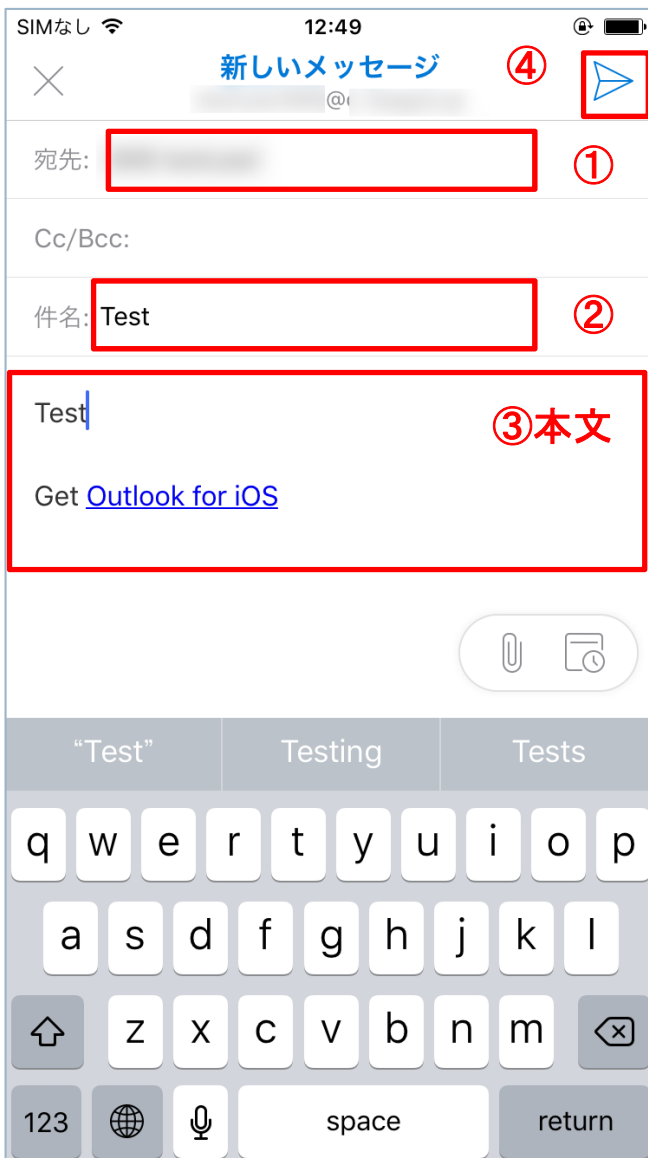 SIMなし 12:49
新しいメッセージ ④
@
宛先: ①
Cc/Bcc:
件名: Test ②
Test
③本文
Get Outlook for iOS
“Test” Testing Tests
q w e r t y u i o p
a s d f g h j k l
z x c v b n m
123 space return